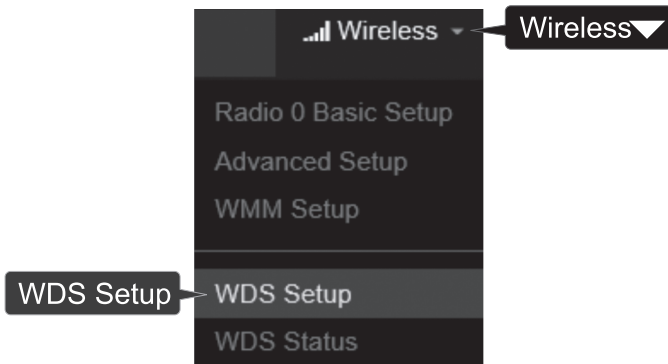 Wireless
Wireless
Radio 0 Basic Setup
Advanced Setup
WMM Setup
WDS Setup
WDS Setup
WDS Status